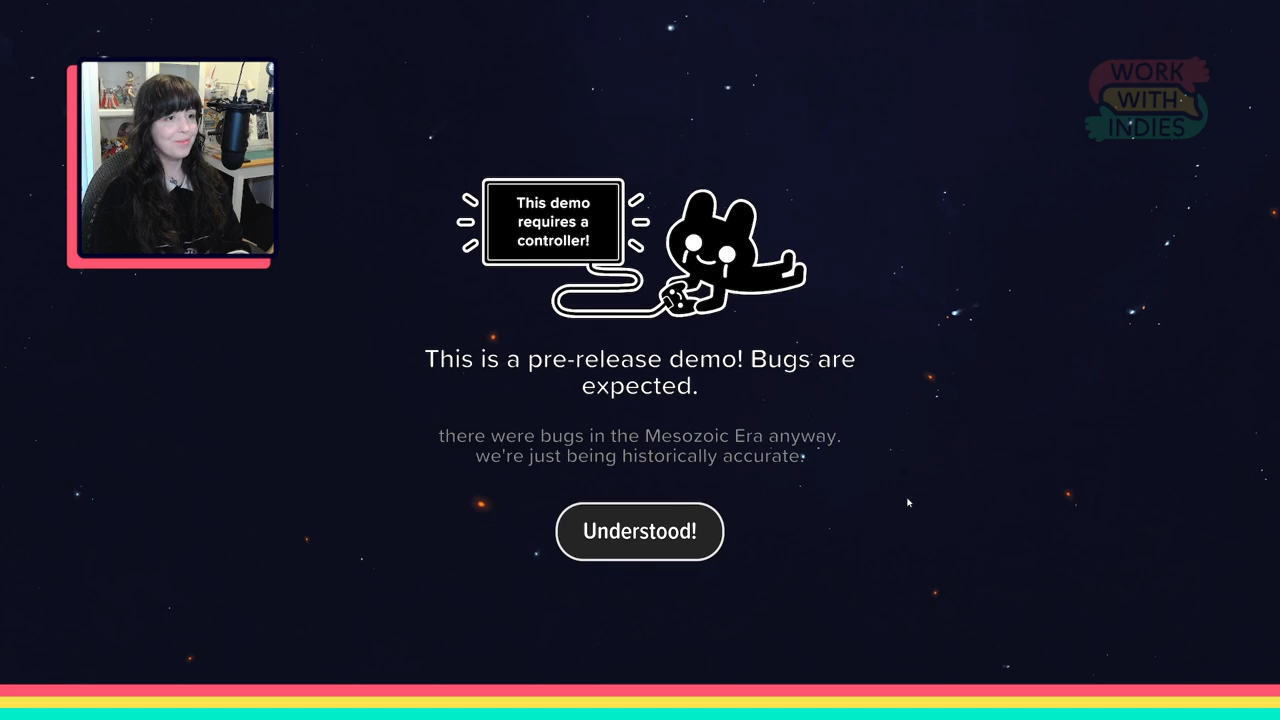 WORK
WITH
INDIES
This demo
requires a
controller!
This is a pre-release demo! Bugs are
expected.
there were bugs in the Mesozoic Era anyway.
we're just being historically accurate.
Understood!